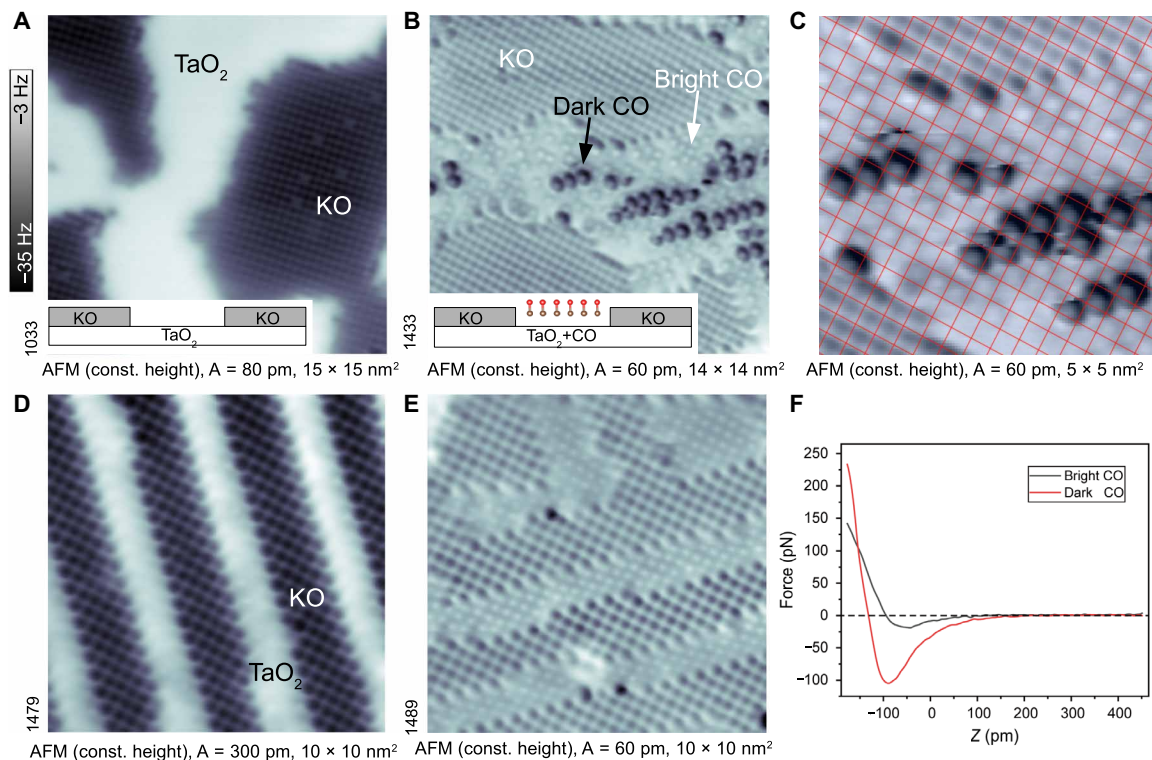 A
TaO₂
KO
−3 Hz
−35 Hz
KO
KO
TaO₂
1033
AFM (const. height), A = 80 pm, 15 × 15 nm²
B
KO
Bright CO
Dark CO
KO
KO
TaO₂+CO
1433
AFM (const. height), A = 60 pm, 14 × 14 nm²
C
AFM (const. height), A = 60 pm, 5 × 5 nm²
D
KO
TaO₂
1479
AFM (const. height), A = 300 pm, 10 × 10 nm²
E
1489
AFM (const. height), A = 60 pm, 10 × 10 nm²
F
250
200
150
100
50
0
−50
−100
Force (pN)
Bright CO
Dark CO
−100
0
100
200
300
400
Z (pm)